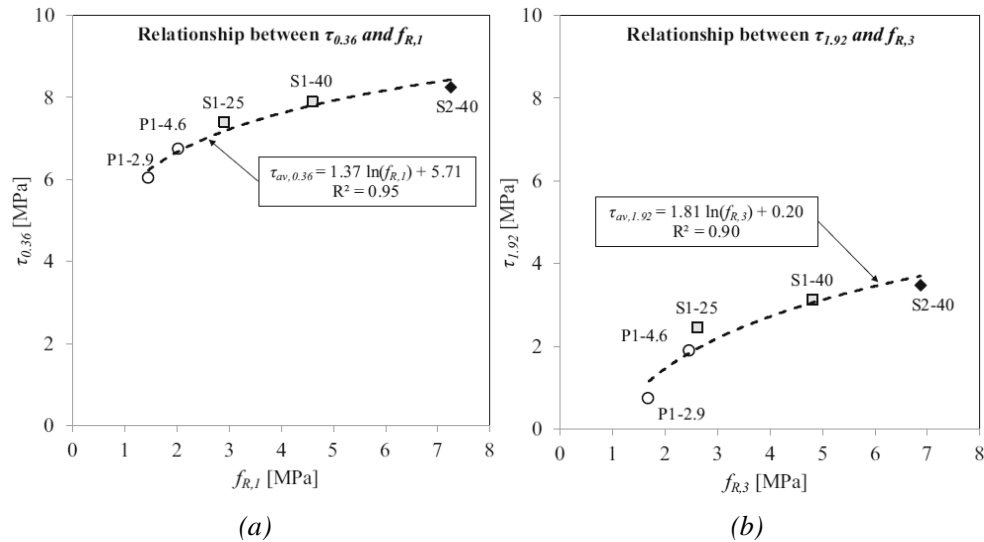 Relationship between τ0.36 and fR,1
10
8
6
4
2
0
τ0.36 [MPa]
S1-40
S1-25
S2-40
P1-4.6
P1-2.9
τav,0.36 = 1.37 ln(fR,1) + 5.71
R² = 0.95
0 1 2 3 4 5 6 7 8
fR,1 [MPa]
(a)
Relationship between τ1.92 and fR,3
10
8
6
4
2
0
τ1.92 [MPa]
τav,1.92 = 1.81 ln(fR,3) + 0.20
R² = 0.90
S1-40
S1-25
S2-40
P1-4.6
P1-2.9
0 1 2 3 4 5 6 7 8
fR,3 [MPa]
(b)